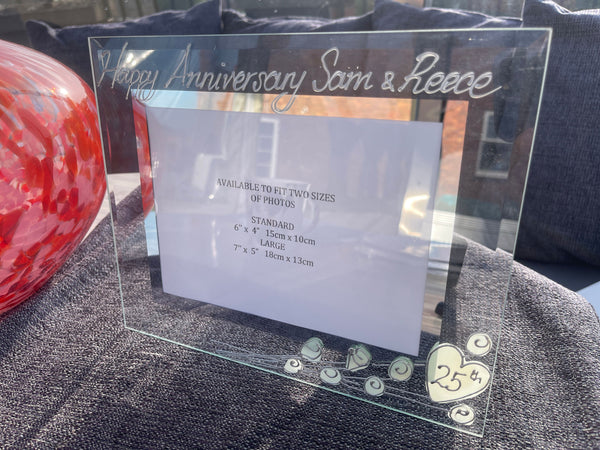 Happy Anniversary Sam & Reece
AVAILABLE TO FIT TWO SIZES
OF PHOTOS
STANDARD
6" x 4" 15cm x 10cm
LARGE
7" x 5" 18cm x 13cm
25th